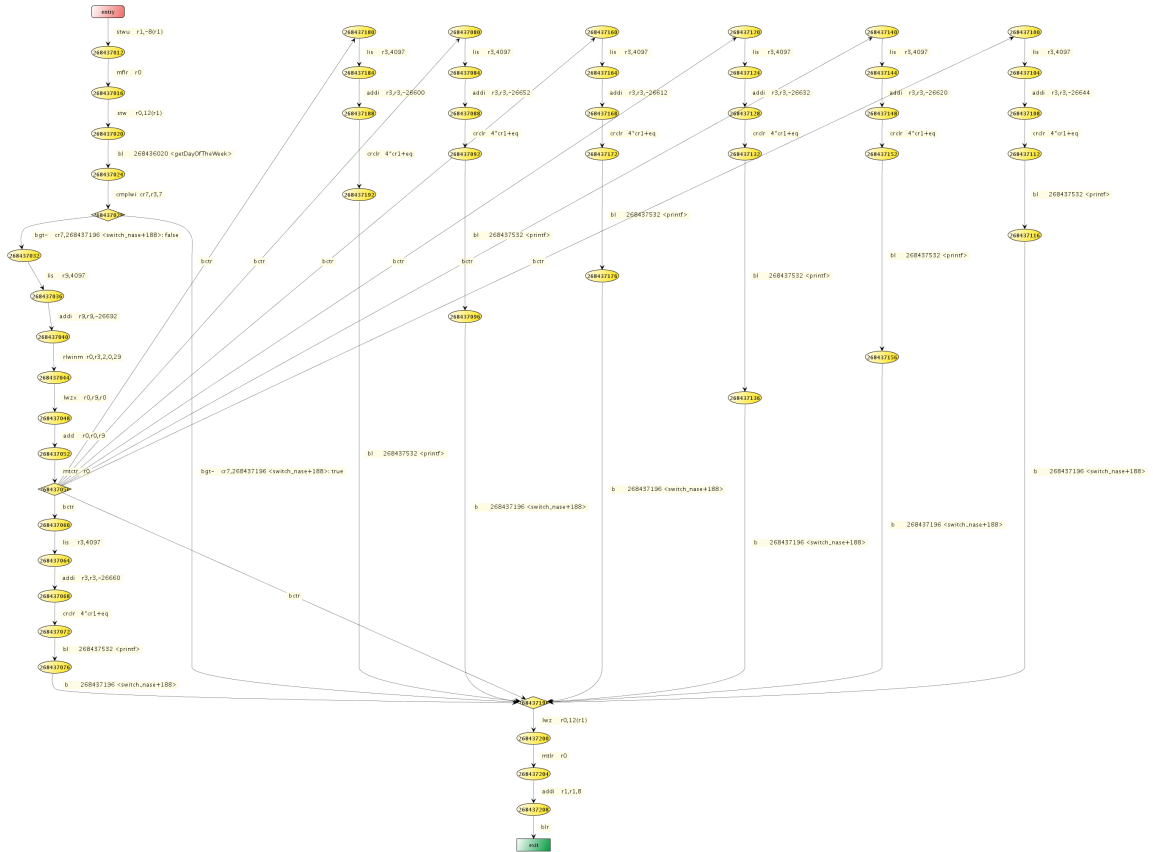 entry
stwu r1,-8(r1)
268437012
mflr r0
268437016
stw r0,12(r1)
268437020
bl 268436020 <getDayOfTheWeek>
268437024
cmplwi cr7,r3,7
bgt- cr7,268437196 <switch_nase+188>: false
268437032
lis r9,4097
268437036
addi r9,r9,-26692
268437040
rlwinm r0,r3,2,0,29
268437044
lwzx r0,r9,r0
268437048
add r0,r0,r9
268437052
mtctr r0
bctr
268437060
lis r3,4097
268437064
addi r3,r3,-26660
268437068
crclr 4*cr1+eq
268437072
bl 268437532 <printf>
268437076
b 268437196 <switch_nase+188>
bgt- cr7,268437196 <switch_nase+188>: true
bctr
bctr
bctr
bctr
bctr
bctr
268437180
lis r3,4097
268437184
addi r3,r3,-26600
268437188
crclr 4*cr1+eq
268437192
bl 268437532 <printf>
268437080
lis r3,4097
268437084
addi r3,r3,-26652
268437088
crclr 4*cr1+eq
268437092
bl 268437532 <printf>
268437096
b 268437196 <switch_nase+188>
268437160
lis r3,4097
268437164
addi r3,r3,-26612
268437168
crclr 4*cr1+eq
268437172
bl 268437532 <printf>
268437176
b 268437196 <switch_nase+188>
268437120
lis r3,4097
268437124
addi r3,r3,-26632
268437128
crclr 4*cr1+eq
268437132
bl 268437532 <printf>
268437136
b 268437196 <switch_nase+188>
268437140
lis r3,4097
268437144
addi r3,r3,-26620
268437148
crclr 4*cr1+eq
268437152
bl 268437532 <printf>
268437156
b 268437196 <switch_nase+188>
268437100
lis r3,4097
268437104
addi r3,r3,-26644
268437108
crclr 4*cr1+eq
268437112
bl 268437532 <printf>
268437116
b 268437196 <switch_nase+188>
lwz r0,12(r1)
268437200
mtlr r0
268437204
addi r1,r1,8
268437208
blr
exit